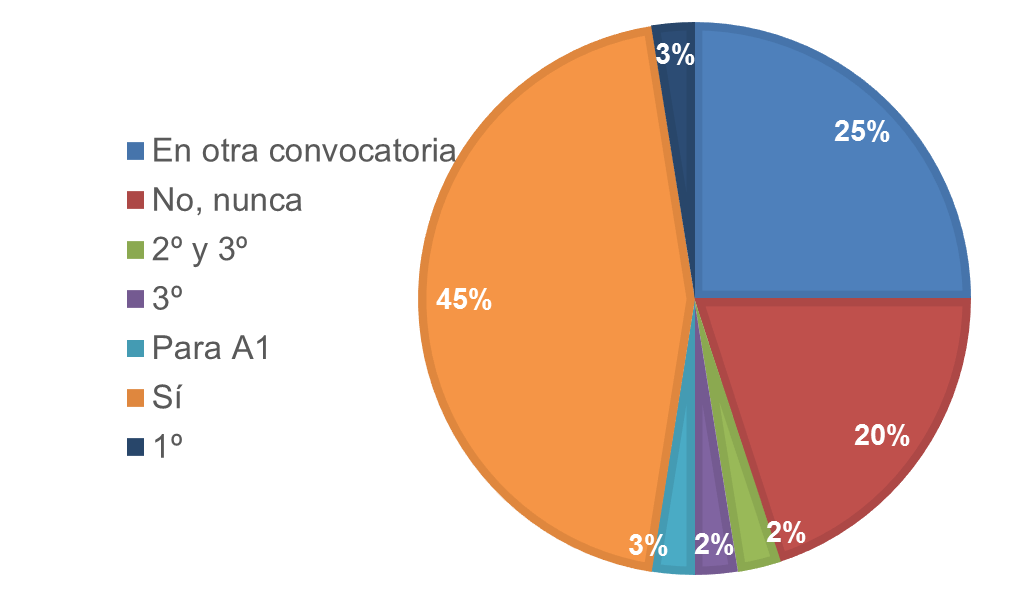 En otra convocatoria
No, nunca
2º y 3º
3º
Para A1
Sí
1º
3%
25%
45%
20%
2%
2%
3%